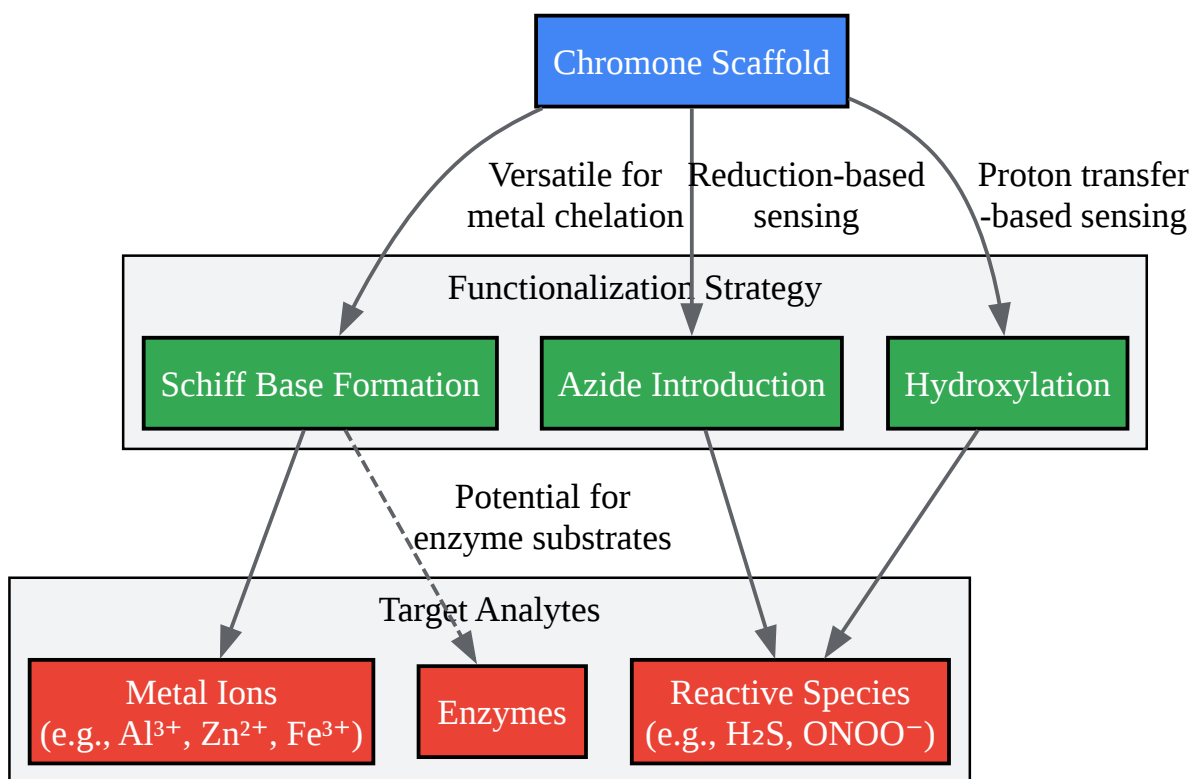 Chromone Scaffold
Versatile for
metal chelation
Reduction-based
sensing
Proton transfer
-based sensing
Functionalization Strategy
Schiff Base Formation
Azide Introduction
Hydroxylation
Potential for
enzyme substrates
Target Analytes
Metal Ions
(e.g., Al³⁺, Zn²⁺, Fe³⁺)
Enzymes
Reactive Species
(e.g., H₂S, ONOO⁻)